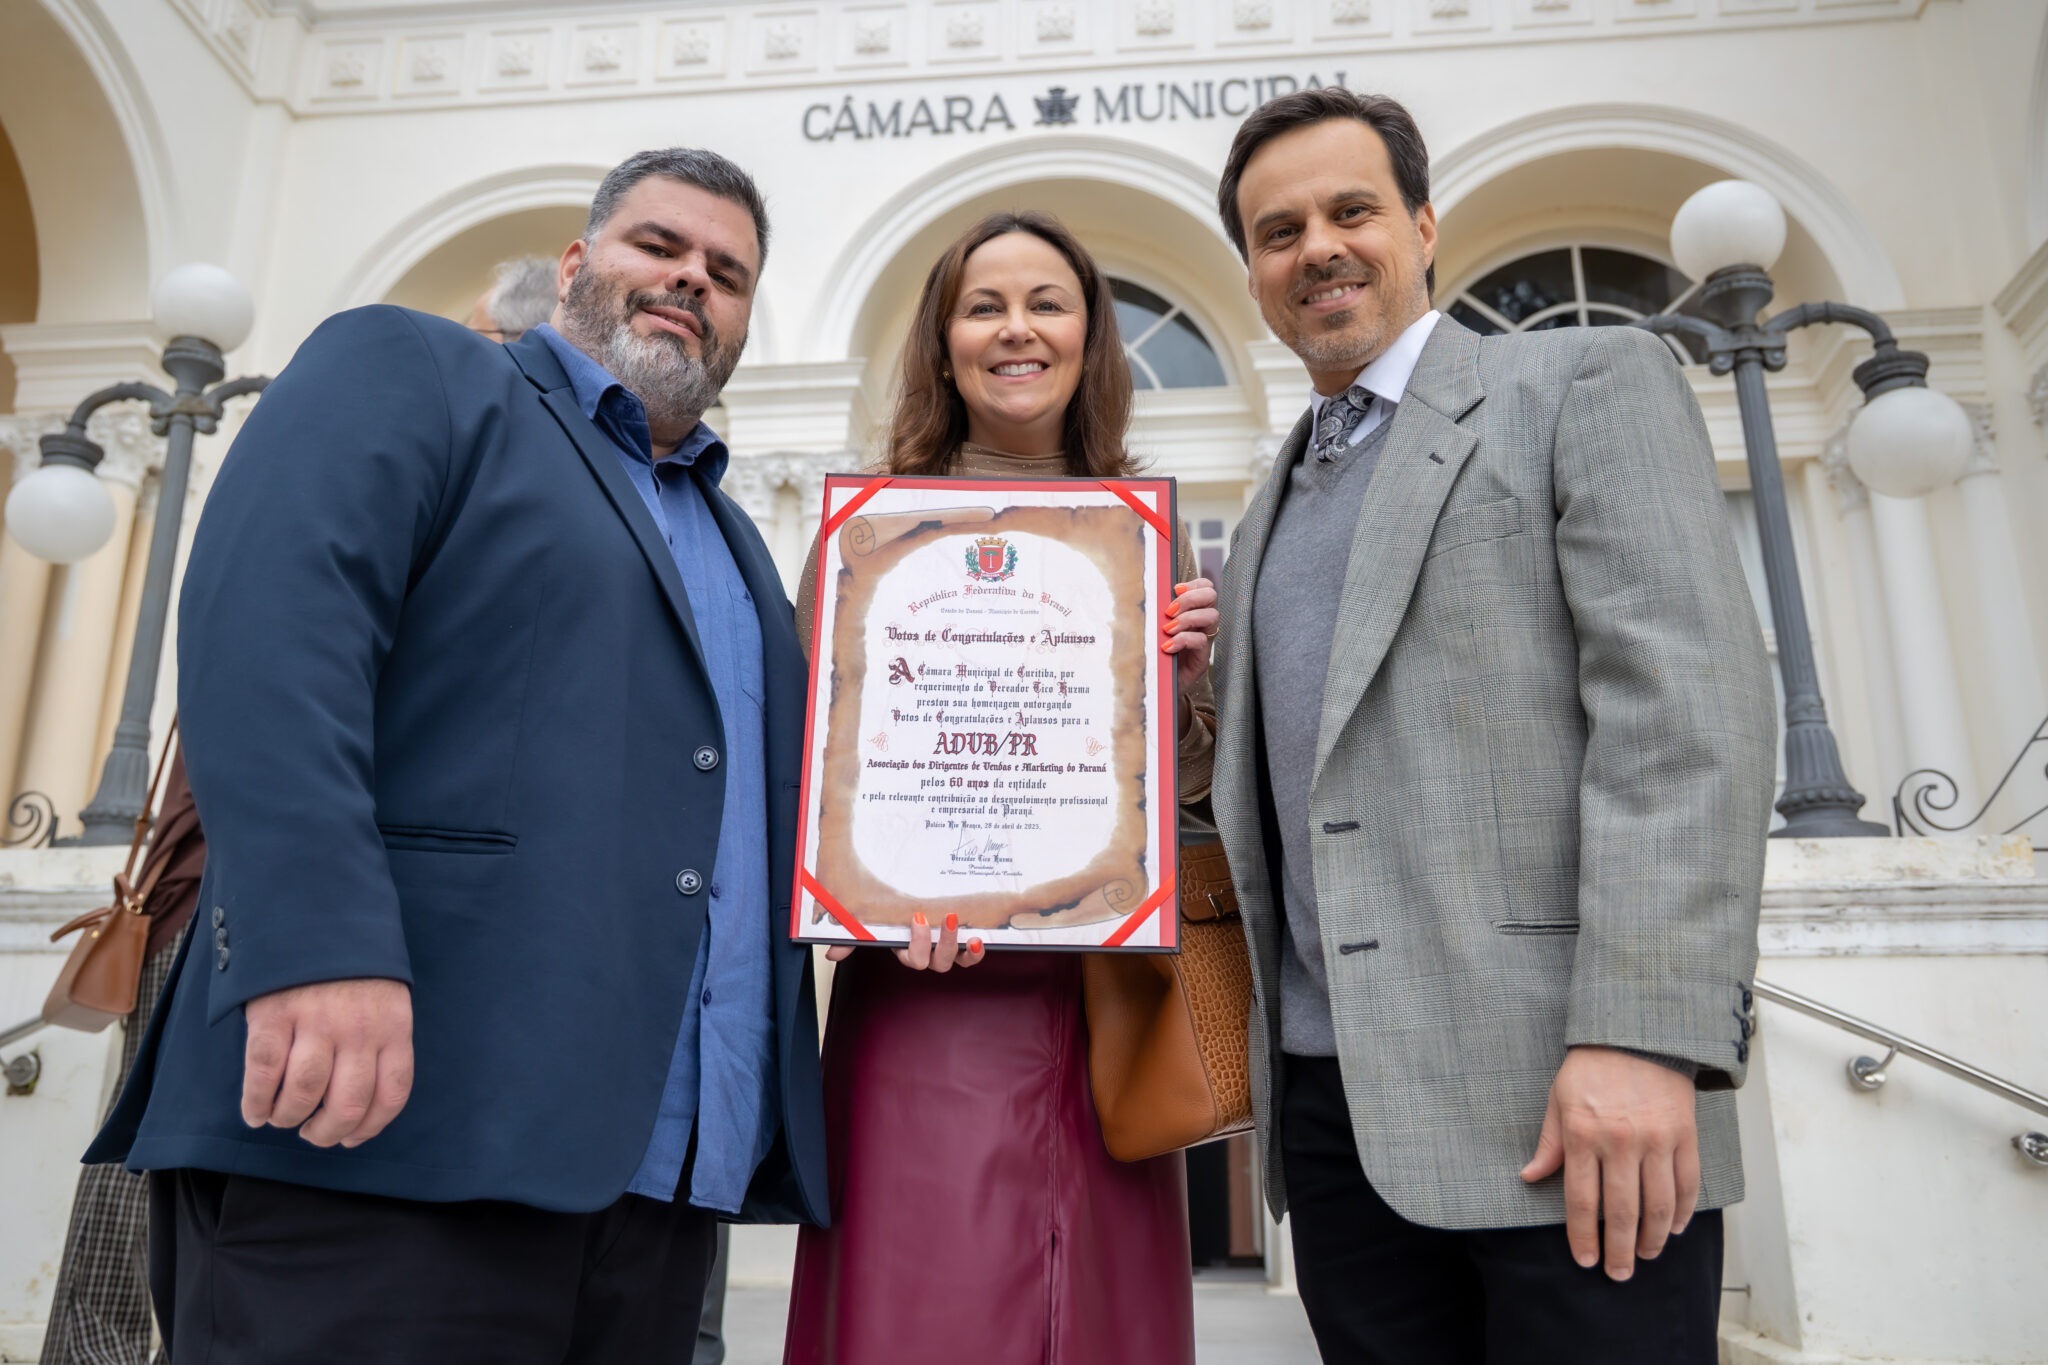 CÂMARA MUNICIPAL
República Federativa do Brasil
Estado do Paraná - Município de Curitiba
Votos de Congratulações e Aplausos
A Câmara Municipal de Curitiba, por
requerimento do Vereador Tico Kuzma
prestou sua homenagem outorgando
Votos de Congratulações e Aplausos para a
ADVB/PR
Associação dos Dirigentes de Vendas e Marketing do Paraná
pelos 60 anos da entidade
e pela relevante contribuição ao desenvolvimento profissional
e empresarial do Paraná.
Palácio Rio Branco, 28 de abril de 2025.
Vereador Tico Kuzma
Presidente
da Câmara Municipal de Curitiba